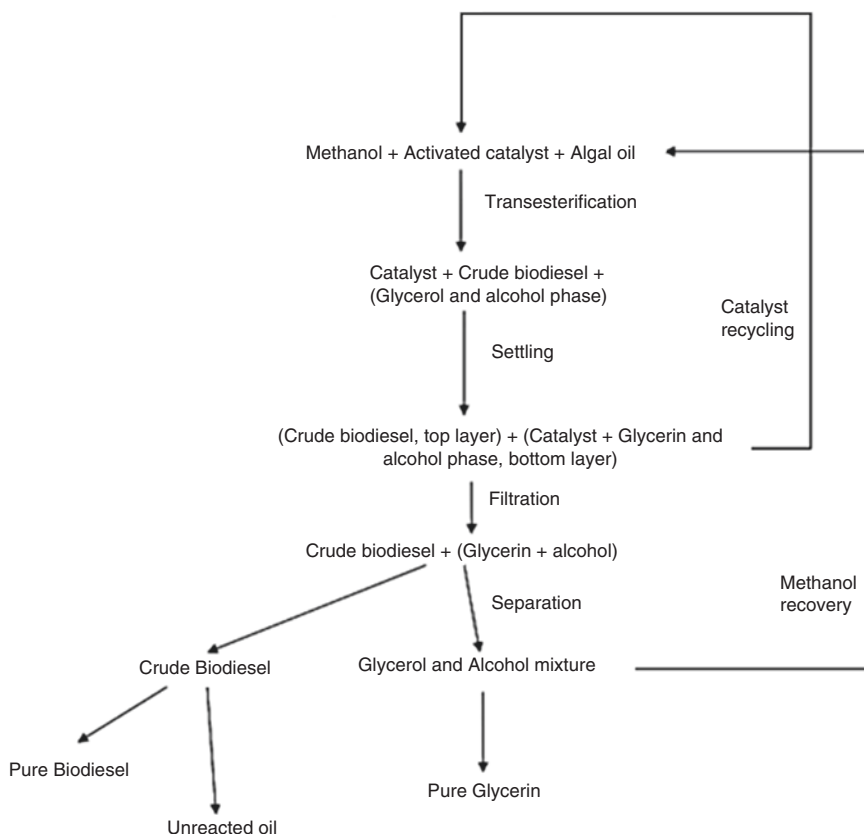 Methanol + Activated catalyst + Algal oil
Transesterification
Catalyst + Crude biodiesel +
(Glycerol and alcohol phase)
Catalyst
recycling
Settling
(Crude biodiesel, top layer) + (Catalyst + Glycerin and
alcohol phase, bottom layer)
Filtration
Crude biodiesel + (Glycerin + alcohol)
Methanol
recovery
Separation
Crude Biodiesel
Glycerol and Alcohol mixture
Pure Biodiesel
Pure Glycerin
Unreacted oil